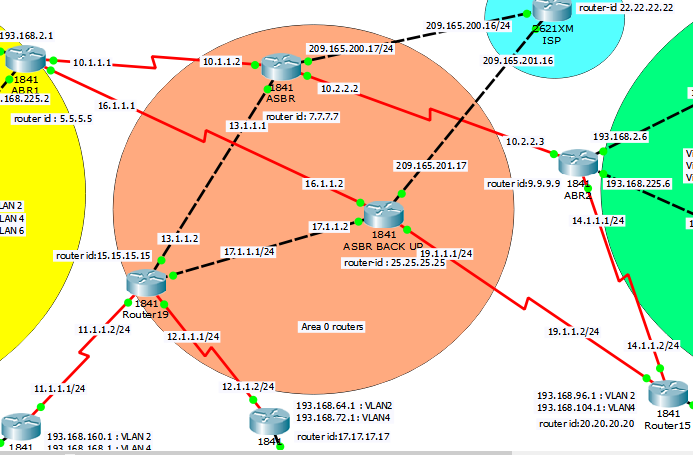 router-id 22.22.22.22
209.165.200.16/24
2621XM
ISP
193.168.2.1
209.165.200.17/24
10.1.1.1
10.1.1.2
209.165.201.16
1841
ABR1
1841
ASBR
10.2.2.2
.168.225.2
16.1.1.1
router id : 5.5.5.5
router id: 7.7.7.7
13.1.1.1
193.168.2.6
10.2.2.3
209.165.201.17
router id:9.9.9.9
1841
ABR2
193.168.225.6
16.1.1.2
VLAN 2
LAN 4
LAN 6
14.1.1.1/24
17.1.1.2
1841
ASBR BACK UP
13.1.1.2
17.1.1.1/24
19.1.1.1/24
router-id : 25.25.25.25
router id:15.15.15.15
1841
Router19
11.1.1.2/24
12.1.1.1/24
Area 0 routers
19.1.1.2/24
14.1.1.2/24
11.1.1.1/24
12.1.1.2/24
193.168.64.1 : VLAN2
193.168.72.1: VLAN4
193.168.96.1 : VLAN 2
193.168.104.1: VLAN4
1841
Router15
router id:20.20.20.20
1841
router id:17.17.17.17
1841
193.168.160.1 : VLAN 2
193.168.168.1 : VLAN 4